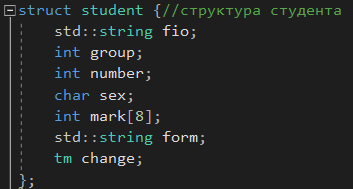 struct student {//структура студента
std::string fio;
int group;
int number;
char sex;
int mark[8];
std::string form;
tm change;
};